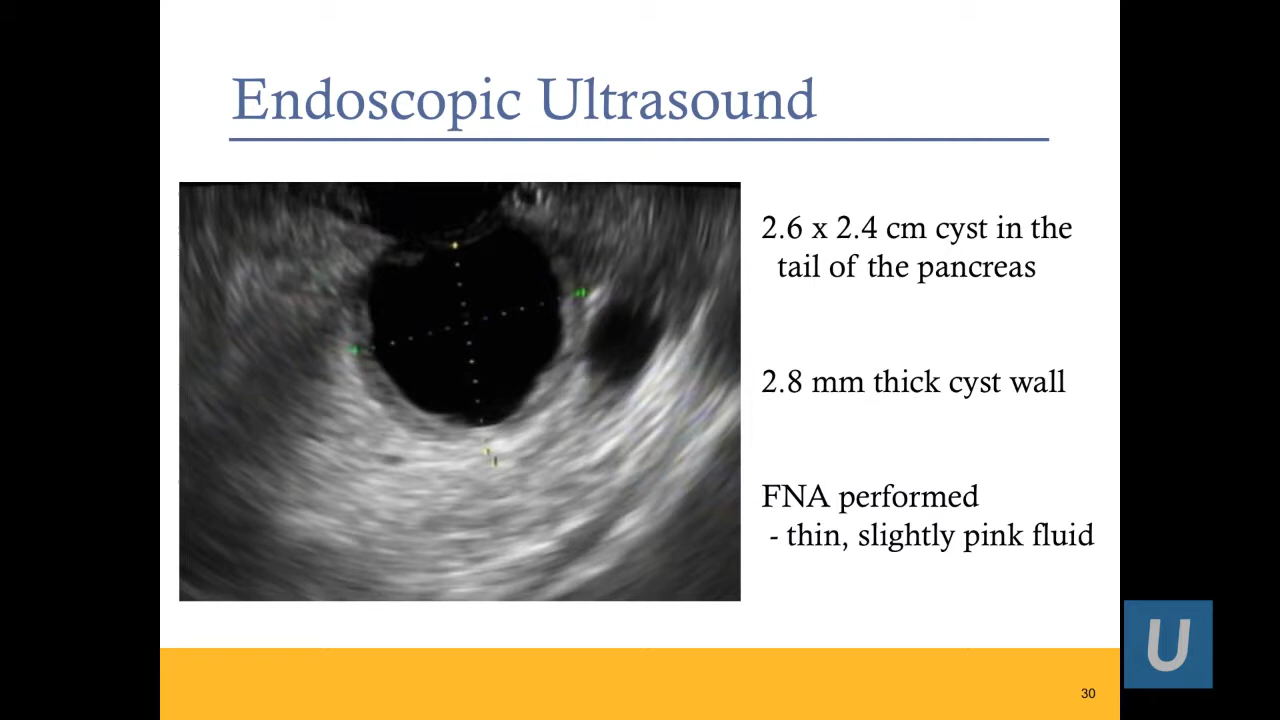 Endoscopic Ultrasound
2.6 x 2.4 cm cyst in the
tail of the pancreas
2.8 mm thick cyst wall
FNA performed
- thin, slightly pink fluid
30
U